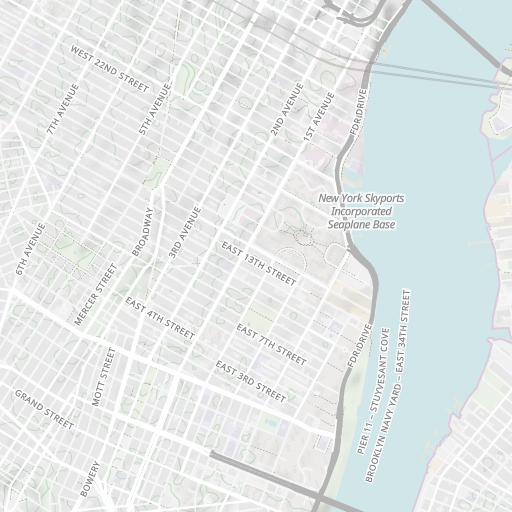 WEST 22ND STREET
7TH AVENUE
5TH AVENUE
2ND AVENUE
1ST AVENUE
FDR DRIVE
New York Skyports
Incorporated
Seaplane Base
6TH AVENUE
BROADWAY
3RD AVENUE
EAST 13TH STREET
MERCER STREET
EAST 4TH STREET
EAST 7TH STREET
FDR DRIVE
PIER 11 – STUYVESANT COVE
BROOKLYN NAVY YARD – EAST 34TH STREET
MOTT STREET
EAST 3RD STREET
GRAND STREET
BOWERY